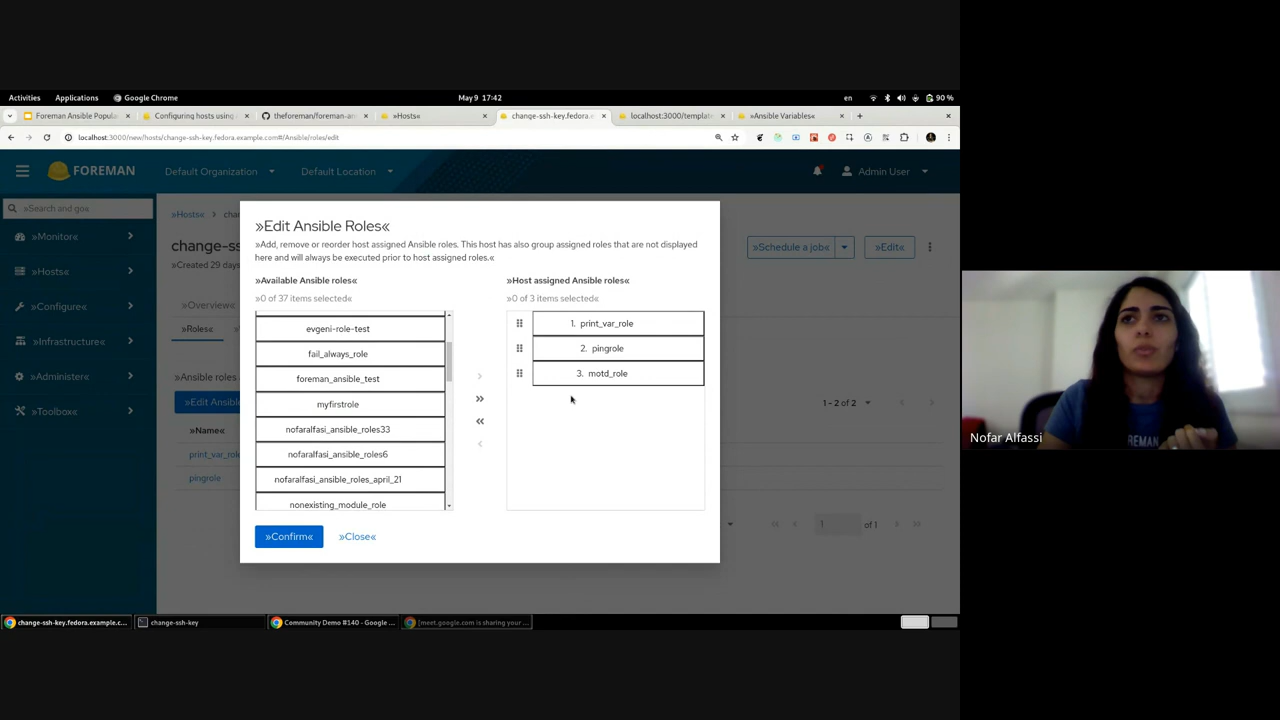 Activities Applications Google Chrome May 9 17:42 en 90 %
Foreman Ansible Popula Configuring hosts using theforeman/foreman-an »Hosts« change-ssh-key.fedora.e localhost:3000/template »Ansible Variables«
localhost:3000/new/hosts/change-ssh-key.fedora.example.com#/Ansible/roles/edit
FOREMAN Default Organization Default Location Admin User
»Search and go«
»Monitor«
»Hosts«
»Configure«
»Infrastructure«
»Administer«
»Toolbox«
»Hosts« chan
change-ss
»Created 29 days
»Schedule a job« »Edit«
»Overview«
»Roles«
»Ansible roles
»Edit Ansible
1 - 2 of 2
»Name«
print_var_role
pingrole
1 of 1
»Edit Ansible Roles«
»Add, remove or reorder host assigned Ansible roles. This host has also group assigned roles that are not displayed
here and will always be executed prior to host assigned roles.«
»Available Ansible roles«
»0 of 37 items selected«
evgeni-role-test
fail_always_role
foreman_ansible_test
myfirstrole
nofaralfasi_ansible_roles33
nofaralfasi_ansible_roles6
nofaralfasi_ansible_roles_april_21
nonexisting_module_role
»Host assigned Ansible roles«
»0 of 3 items selected«
1. print_var_role
2. pingrole
3. motd_role
»Confirm« »Close«
change-ssh-key.fedora.example.c... change-ssh-key Community Demo #140 - Google ... [meet.google.com is sharing your ...
REMAN
Nofar Alfassi